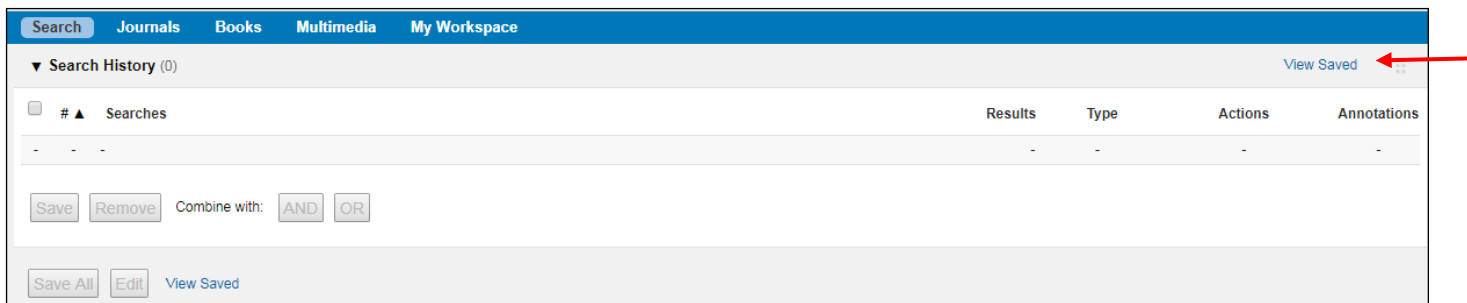 Search Journals Books Multimedia My Workspace
▼ Search History (0) View Saved
# ▲ Searches Results Type Actions Annotations
- - - - - - -
Save Remove Combine with: AND OR
Save All Edit View Saved